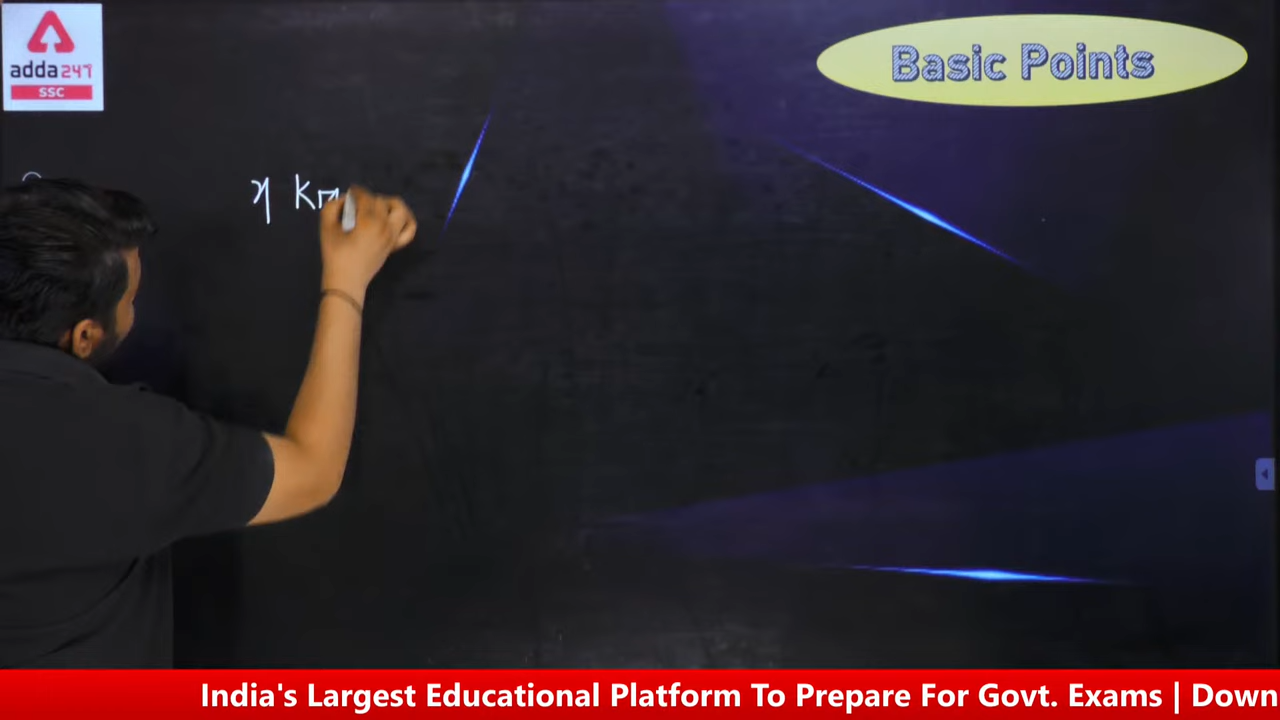 adda247
SSC
Basic Points
x
India's Largest Educational Platform To Prepare For Govt. Exams | Down